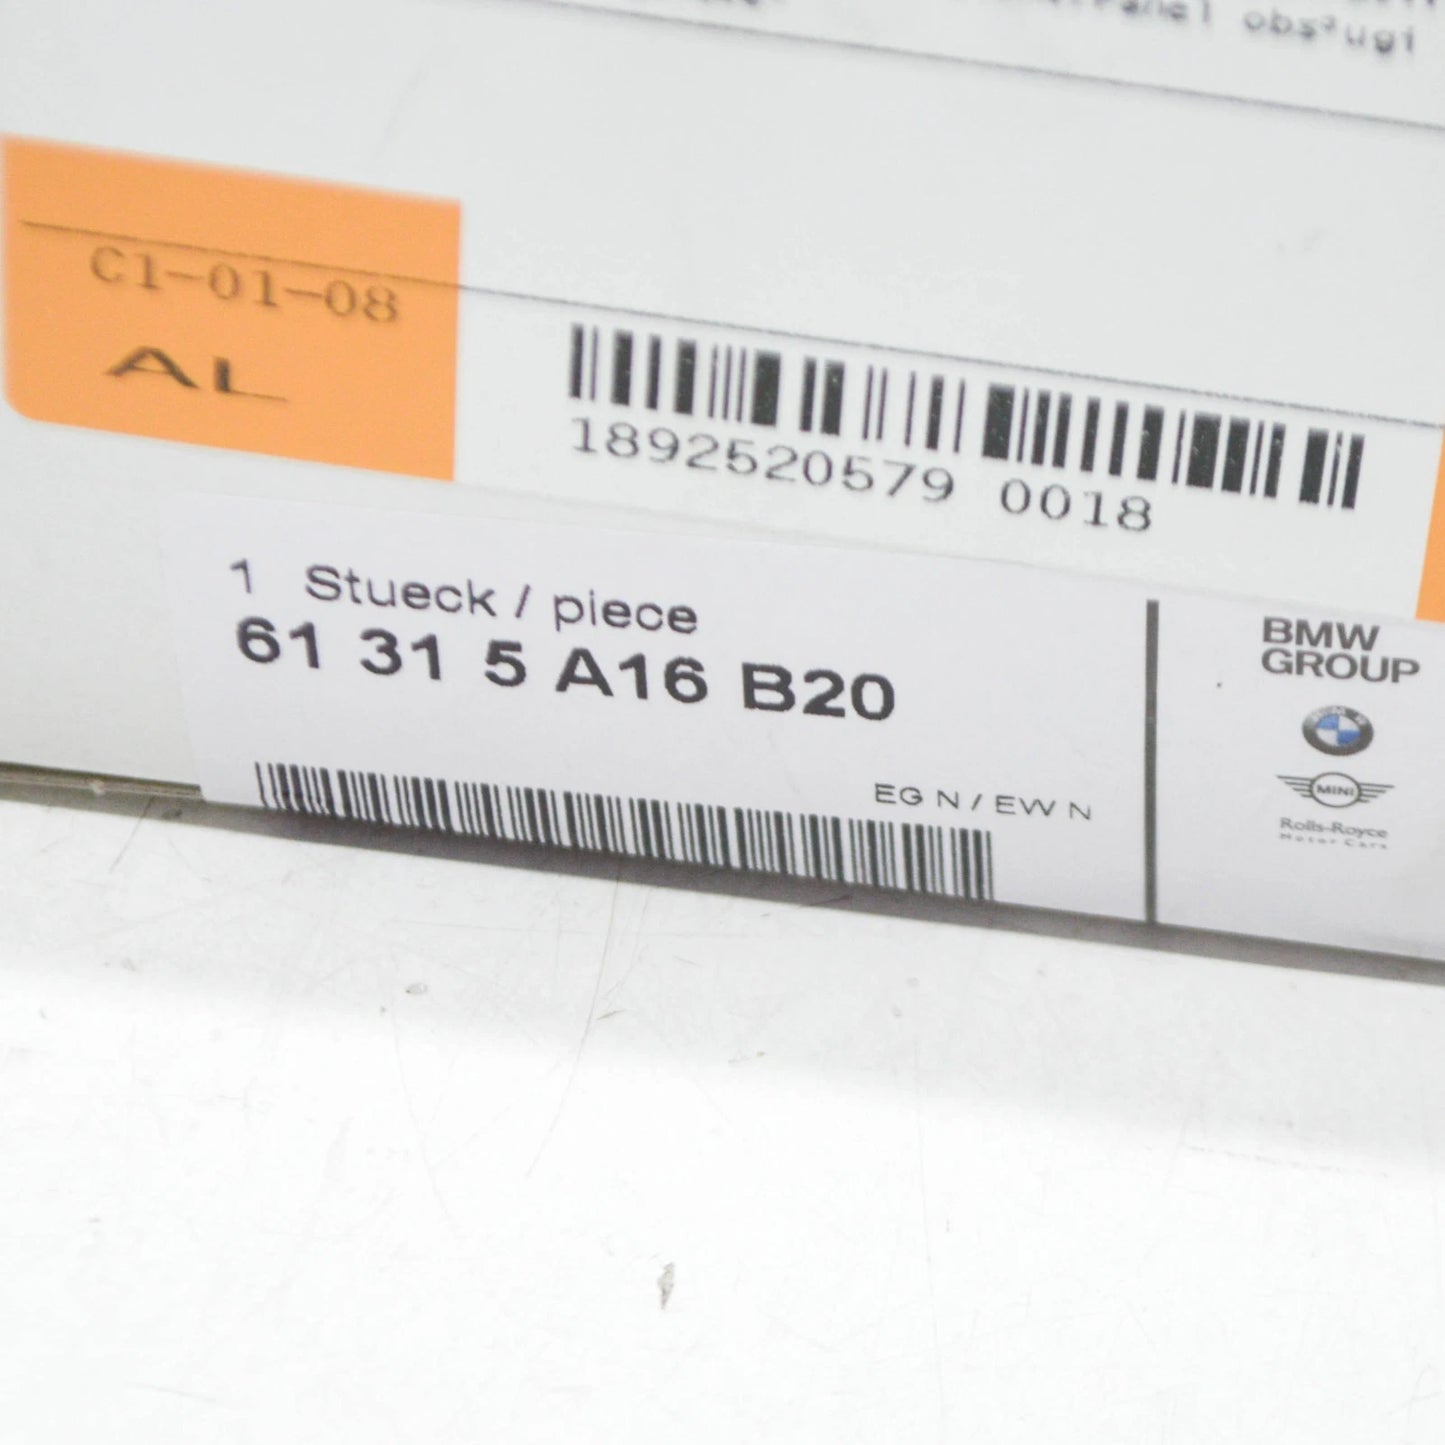 obs²ugi
C1-01-08
AL
1892520579 0018
1 Stueck / piece
61 31 5 A16 B20
EG N / EW N
BMW
GROUP
MINI
Rolls-Royce
Motor Cars